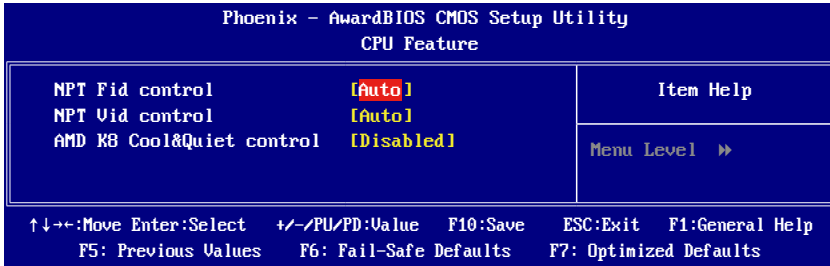 Phoenix - AwardBIOS CMOS Setup Utility
CPU Feature
NPT Fid control [Auto]
NPT Vid control [Auto]
AMD K8 Cool&Quiet control [Disabled]
Item Help
Menu Level ▸▸
↑↓→←:Move Enter:Select +/-/PU/PD:Value F10:Save ESC:Exit F1:General Help
F5: Previous Values F6: Fail-Safe Defaults F7: Optimized Defaults